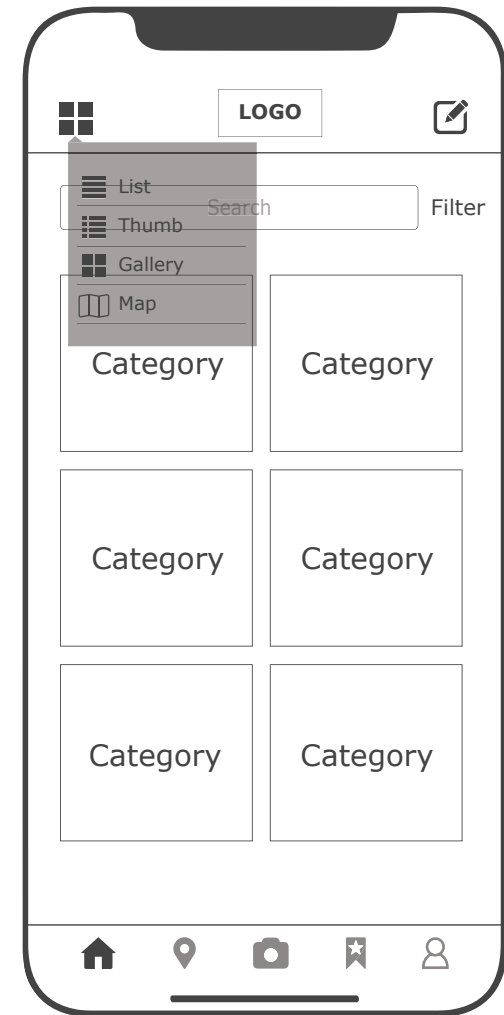 LOGO
List
Search
Filter
Thumb
Gallery
Map
Category
Category
Category
Category
Category
Category